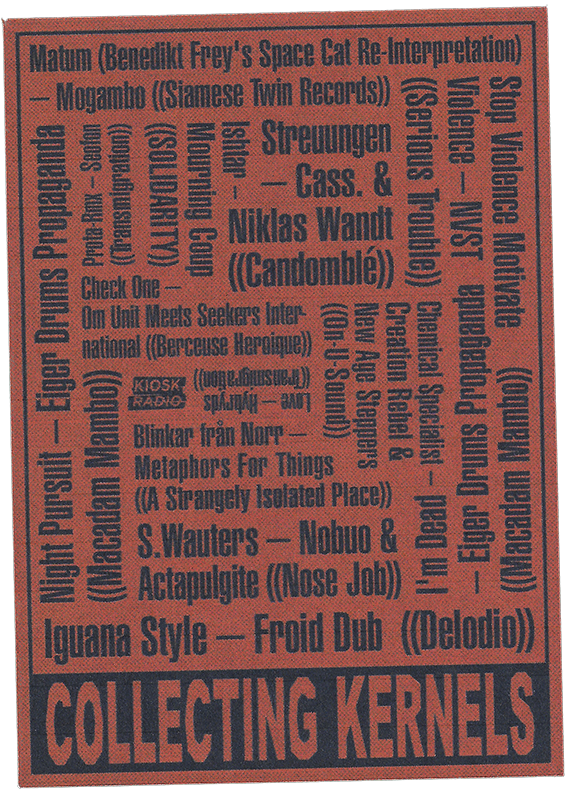 Matum (Benedikt Frey's Space Cat Re-Interpretation)
— Mogambo ((Siamese Twin Records))
Stop Violence Motivate
Violence — NVST
((Serious Trouble))
Streuungen
— Cass. &
Niklas Wandt
((Candomblé))
Ishtar –
Mourning Coup
((SOLIDARITY))
— Seofon
((Transmigration))
Night Pursuit — Eiger Drums Propaganda
((Macadam Mambo))
Check One —
Om Unit Meets Seekers Inter-
national ((Berceuse Heroique))
Chemical Specialist –
Creation Rebel &
New Age Steppers
((On-U-Sound))
I'm Dead
– Eiger Drums Propaganda
((Macadam Mambo))
KIOSK
RADIO
Love — Hybryds
((Transmigration))
Blinkar från Norr —
Metaphors For Things
((A Strangely Isolated Place))
S.Wauters — Nobuo &
Actapulgite ((Nose Job))
Iguana Style — Froid Dub ((Delodio))
COLLECTING KERNELS